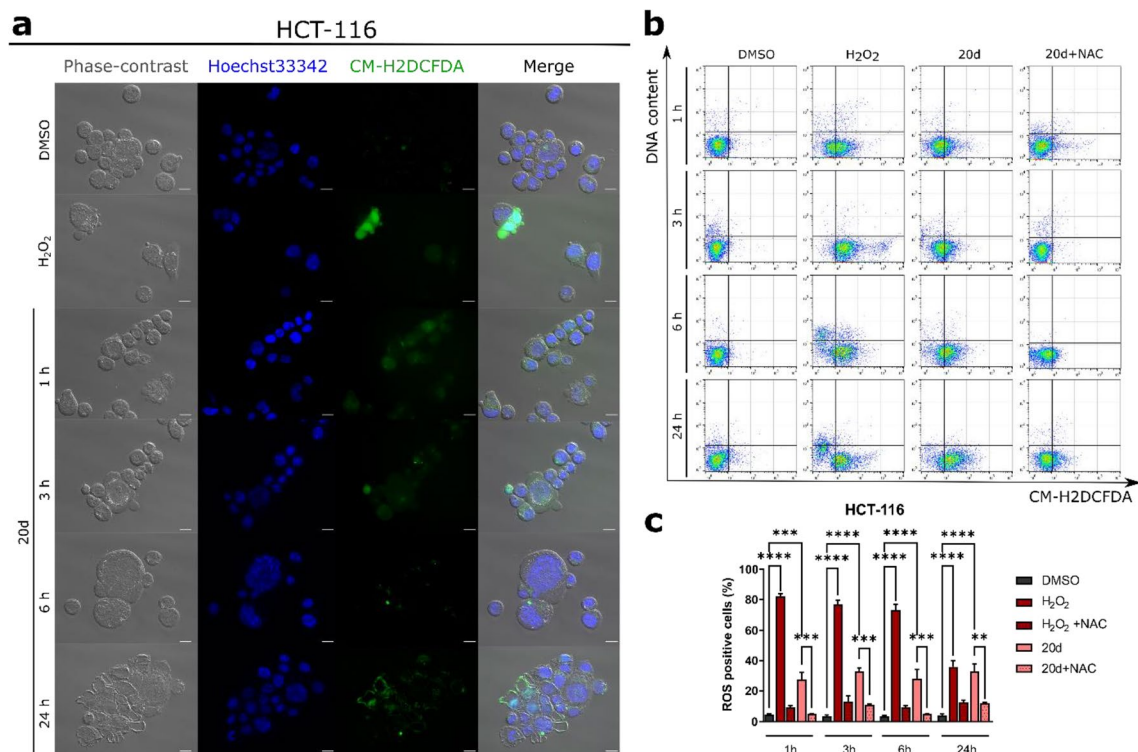 a
HCT-116
Phase-contrast Hoechst33342 CM-H2DCFDA Merge
DMSO
H₂O₂
20d
1 h
3 h
6 h
24 h
b
DMSO H₂O₂ 20d 20d+NAC
DNA content
1 h
3 h
6 h
24 h
CM-H2DCFDA
c
HCT-116
*** **** **** ****
**** **** **** ****
*** *** *** **
ROS positive cells (%)
100
80
60
40
20
0
1h 3h 6h 24h
DMSO
H₂O₂
H₂O₂ +NAC
20d
20d+NAC